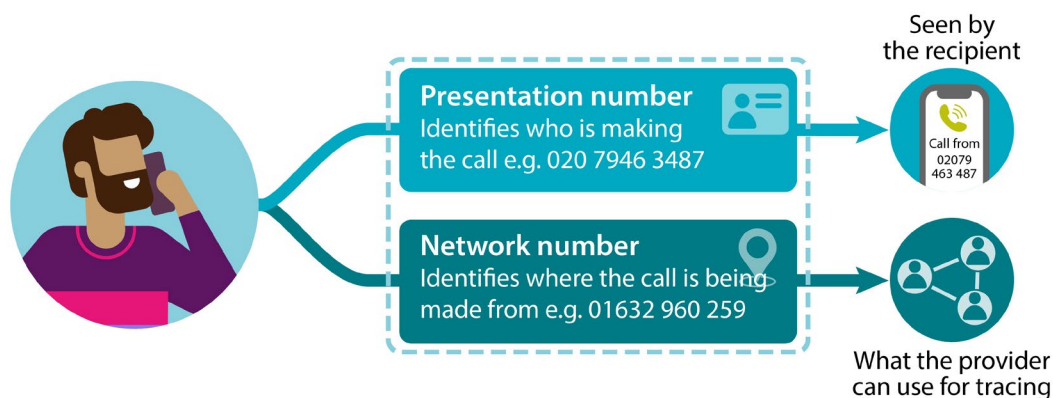 Presentation number
Identifies who is making
the call e.g. 020 7946 3487
Seen by
the recipient
Call from
02079
463 487
Network number
Identifies where the call is being
made from e.g. 01632 960 259
What the provider
can use for tracing